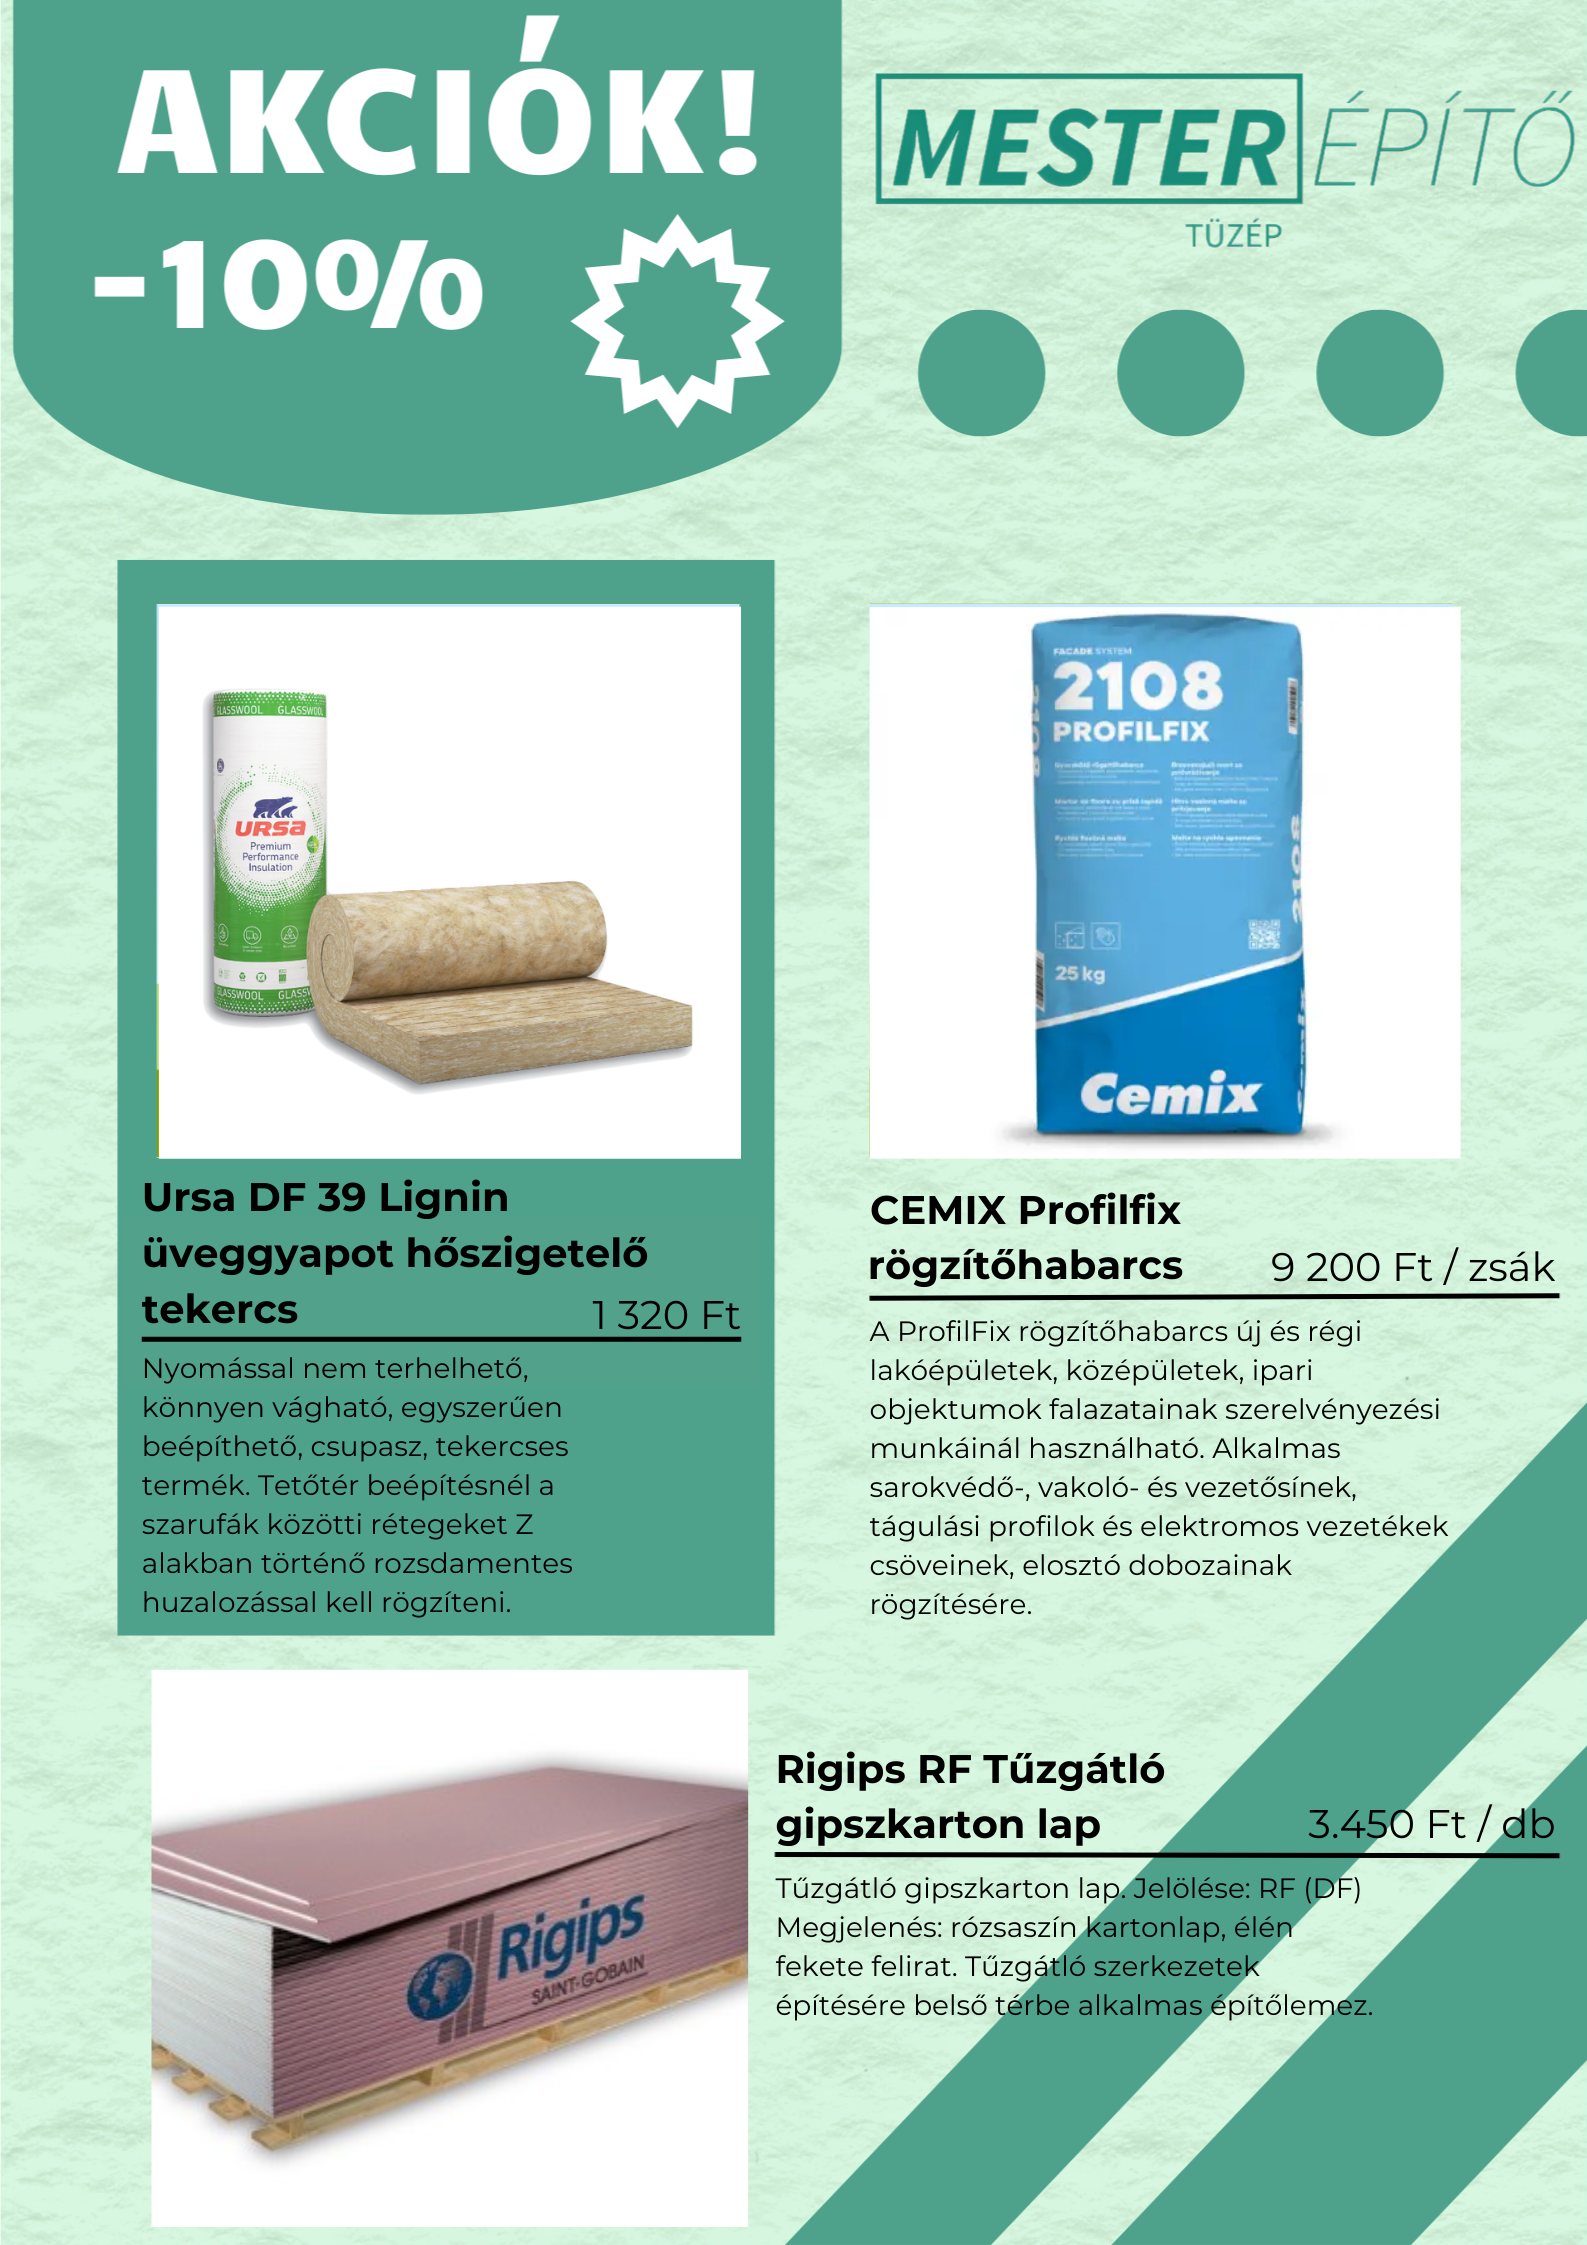 AKCIÓK!
-10%
MESTER ÉPÍTŐ
TÜZÉP
GLASSWOOL GLASSWOOL
URSA
Premium
Performance
Insulation
GLASSWOOL GLASSW
FACADE SYSTEM
2108
PROFILFIX
2108
25 kg
Cemix
Ursa DF 39 Lignin
üveggyapot hőszigetelő
tekercs 1 320 Ft
Nyomással nem terhelhető,
könnyen vágható, egyszerűen
beépíthető, csupasz, tekercses
termék. Tetőtér beépítésnél a
szarufák közötti rétegeket Z
alakban történő rozsdamentes
huzalozással kell rögzíteni.
CEMIX Profilfix
rögzítőhabarcs 9 200 Ft / zsák
A ProfilFix rögzítőhabarcs új és régi
lakóépületek, középületek, ipari
objektumok falazatainak szerelvényezési
munkáinál használható. Alkalmas
sarokvédő-, vakoló- és vezetősínek,
tágulási profilok és elektromos vezetékek
csöveinek, elosztó dobozainak
rögzítésére.
Rigips
SAINT-GOBAIN
Rigips RF Tűzgátló
gipszkarton lap 3.450 Ft / db
Tűzgátló gipszkarton lap. Jelölése: RF (DF)
Megjelenés: rózsaszín kartonlap, élén
fekete felirat. Tűzgátló szerkezetek
építésére belső térbe alkalmas építőlemez.